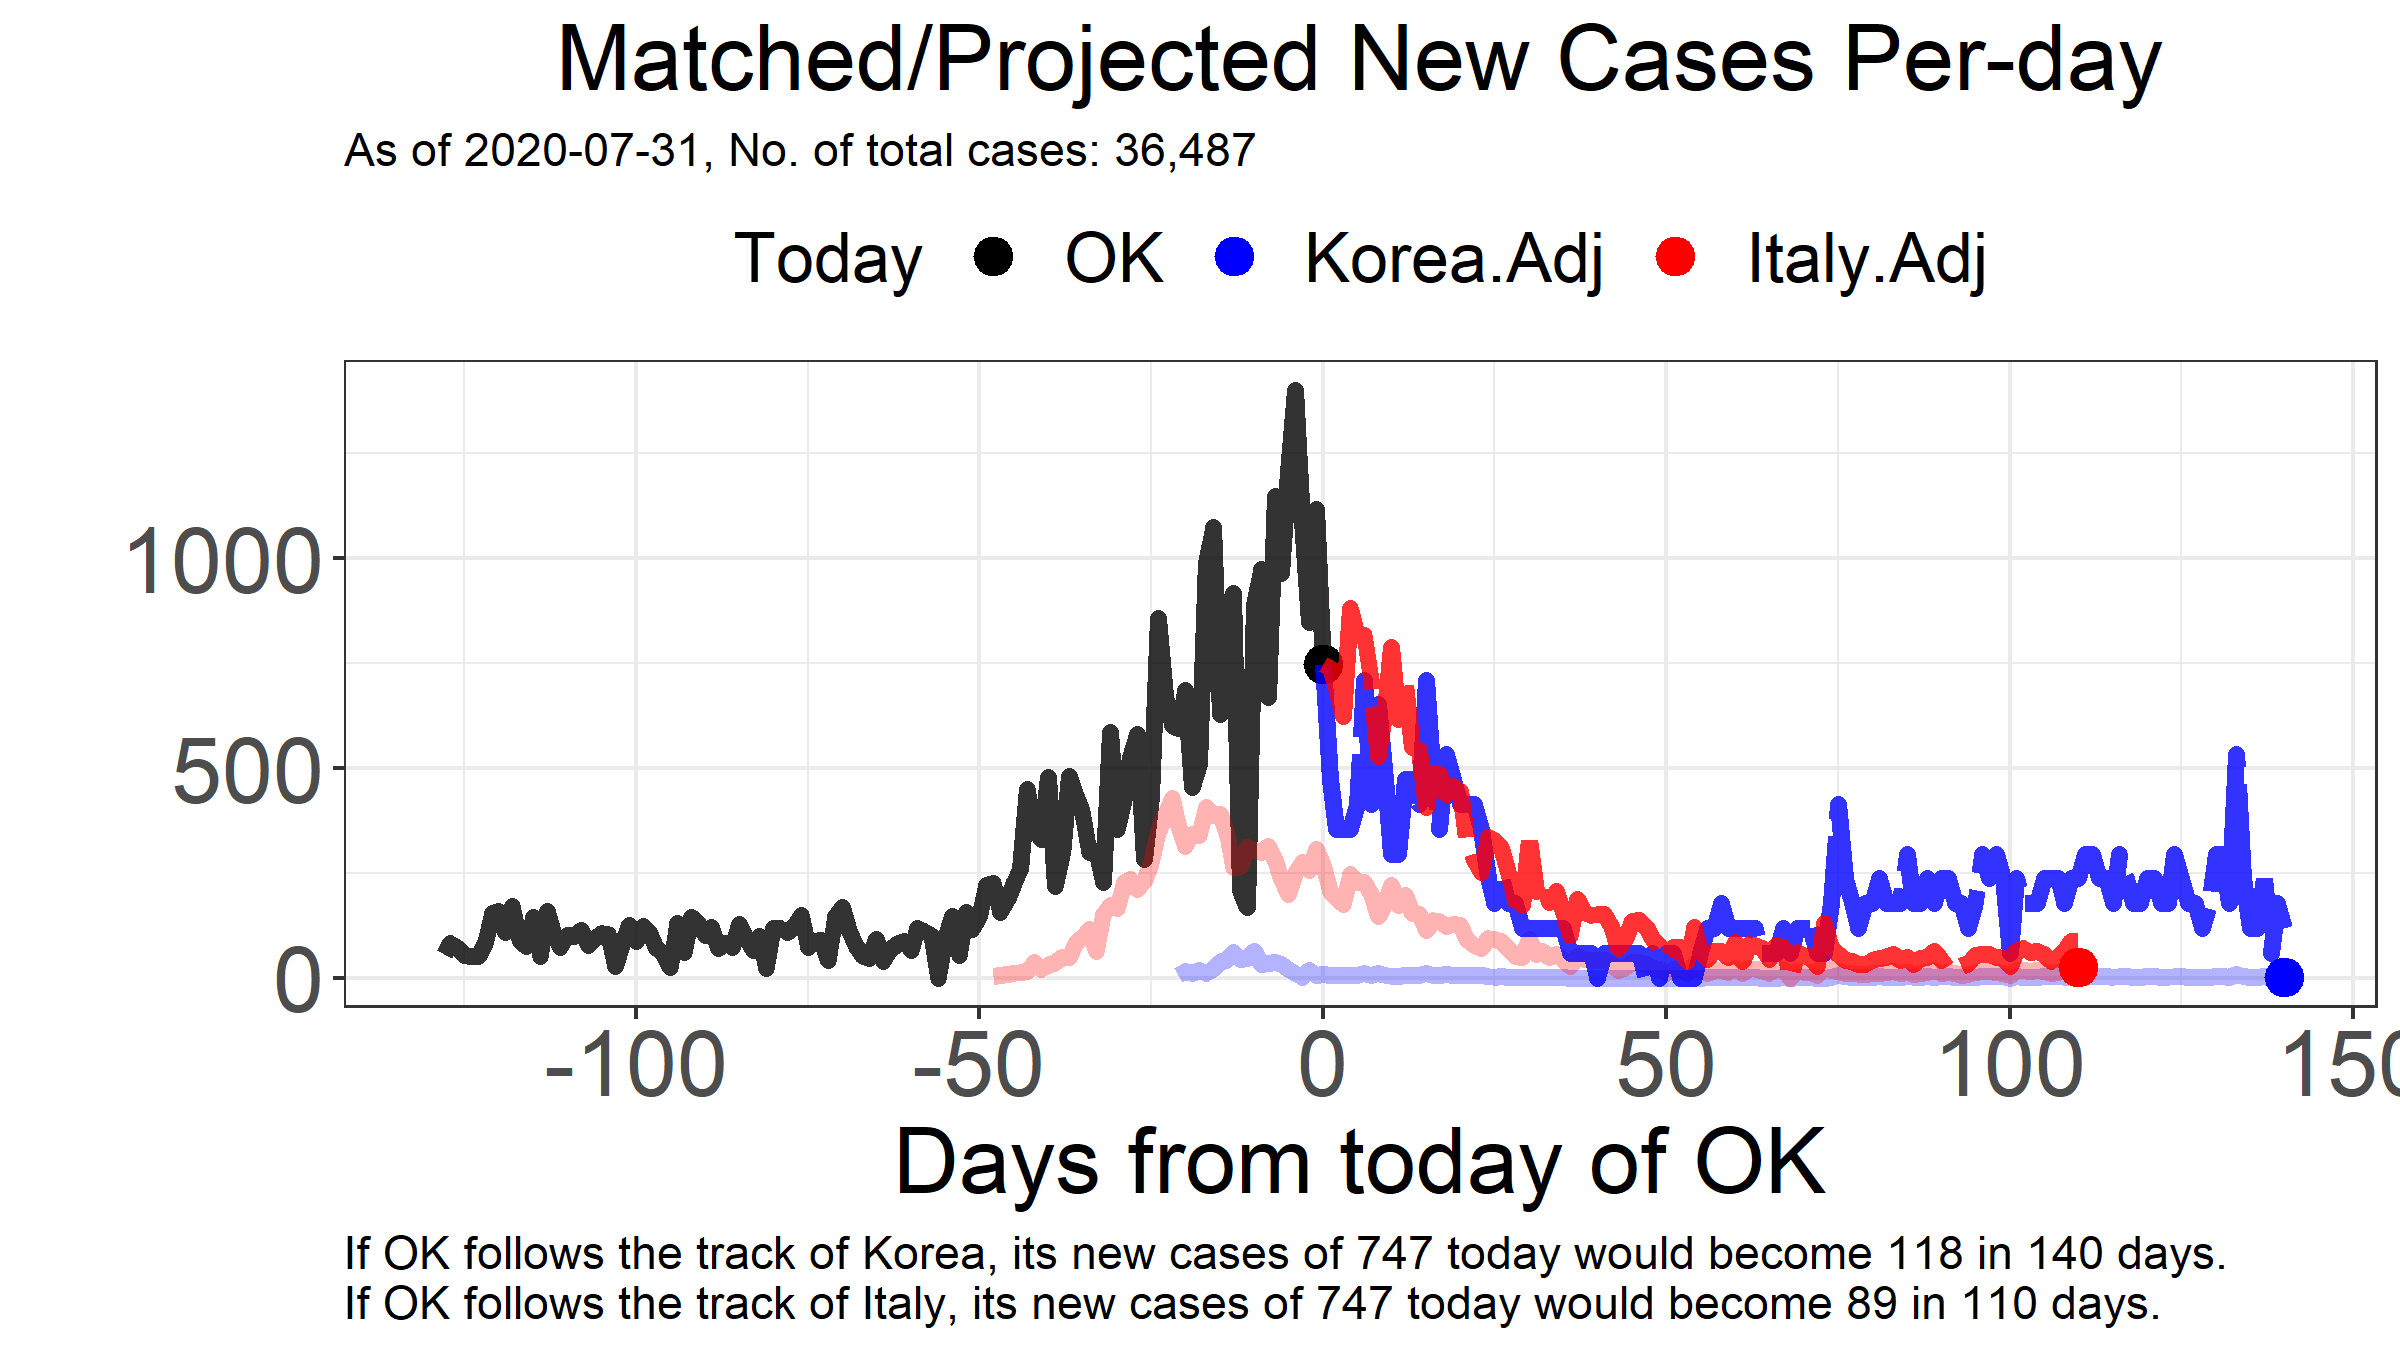 Matched/Projected New Cases Per-day
As of 2020-07-31, No. of total cases: 36,487
Today OK Korea.Adj Italy.Adj
1000
500
0
-100 -50 0 50 100 150
Days from today of OK
If OK follows the track of Korea, its new cases of 747 today would become 118 in 140 days.
If OK follows the track of Italy, its new cases of 747 today would become 89 in 110 days.